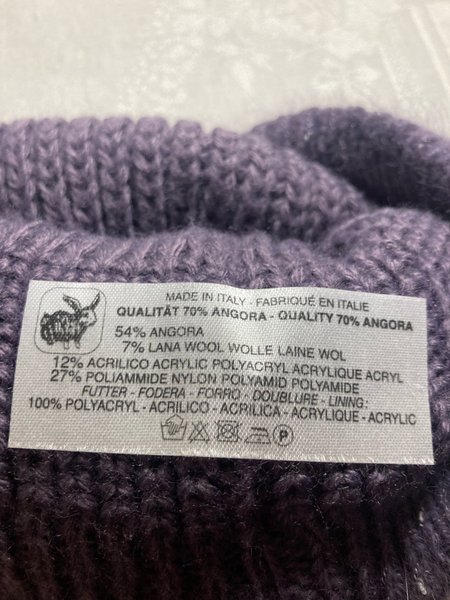 MADE IN ITALY - FABRIQUÉ EN ITALIE
QUALITÄT 70% ANGORA - QUALITY 70% ANGORA
54% ANGORA
7% LANA WOOL WOLLE LAINE WOL
12% ACRILICO ACRYLIC POLYACRYL ACRYLIQUE ACRYL
27% POLIAMMIDE NYLON POLYAMID POLYAMIDE
FUTTER - FODERA - FORRO - DOUBLURE - LINING:
100% POLYACRYL - ACRILICO - ACRILICA - ACRYLIQUE - ACRYLIC
P